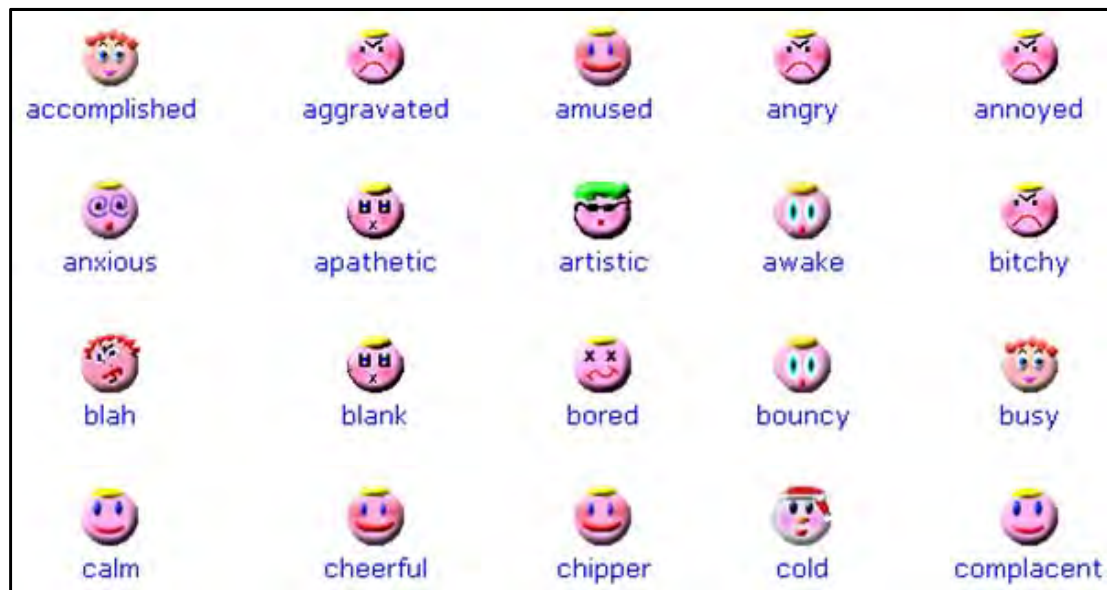 accomplished aggravated amused angry annoyed
anxious apathetic artistic awake bitchy
blah blank bored bouncy busy
calm cheerful chipper cold complacent